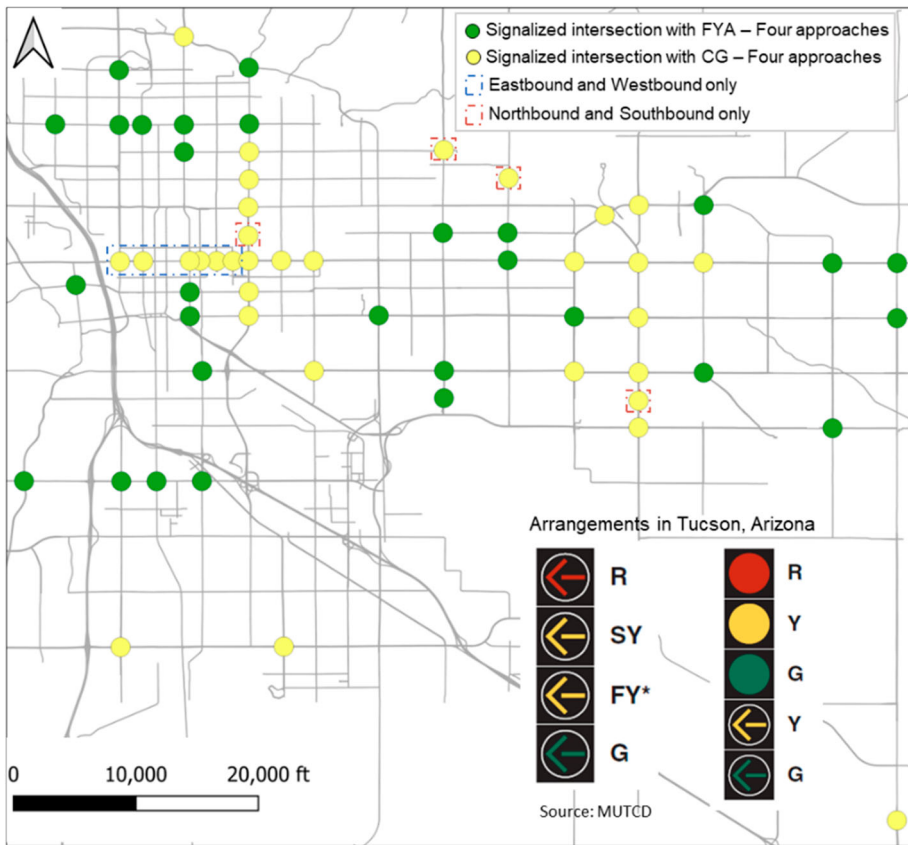 Signalized intersection with FYA – Four approaches
Signalized intersection with CG – Four approaches
Eastbound and Westbound only
Northbound and Southbound only
Arrangements in Tucson, Arizona
R
SY
FY*
G
R
Y
G
Y
G
Source: MUTCD
0 10,000 20,000 ft